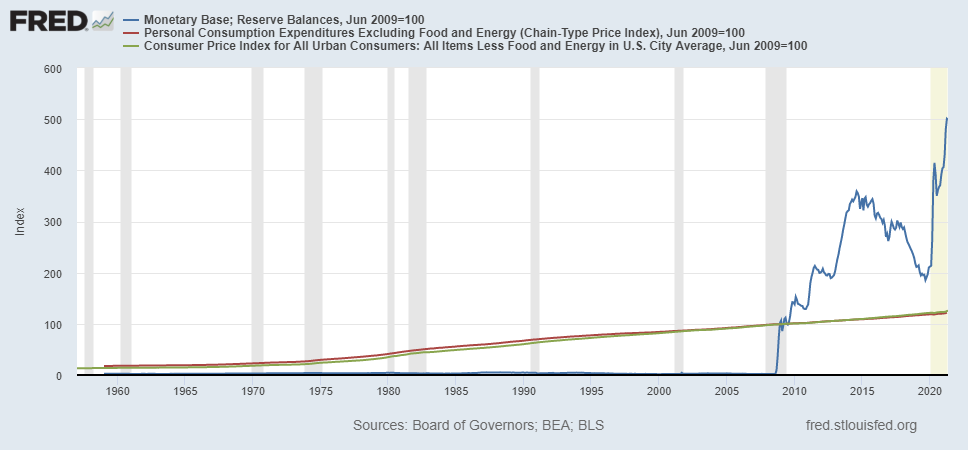 FRED
Monetary Base; Reserve Balances, Jun 2009=100
Personal Consumption Expenditures Excluding Food and Energy (Chain-Type Price Index), Jun 2009=100
Consumer Price Index for All Urban Consumers: All Items Less Food and Energy in U.S. City Average, Jun 2009=100
600
500
400
300
200
100
0
Index
1960 1965 1970 1975 1980 1985 1990 1995 2000 2005 2010 2015 2020
Sources: Board of Governors; BEA; BLS
fred.stlouisfed.org